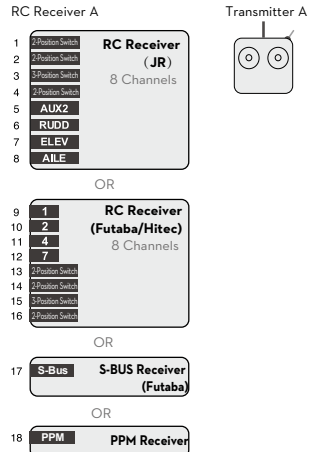 RC Receiver A
Transmitter A
1 2-Position Switch
2 2-Position Switch
3 3-Position Switch
4 2-Position Switch
5 AUX2
6 RUDD
7 ELEV
8 AILE
RC Receiver
(JR)
8 Channels
OR
9 1
10 2
11 4
12 7
13 2-Position Switch
14 2-Position Switch
15 3-Position Switch
16 2-Position Switch
RC Receiver
(Futaba/Hitec)
8 Channels
OR
17 S-Bus
S-BUS Receiver
(Futaba)
OR
18 PPM
PPM Receiver